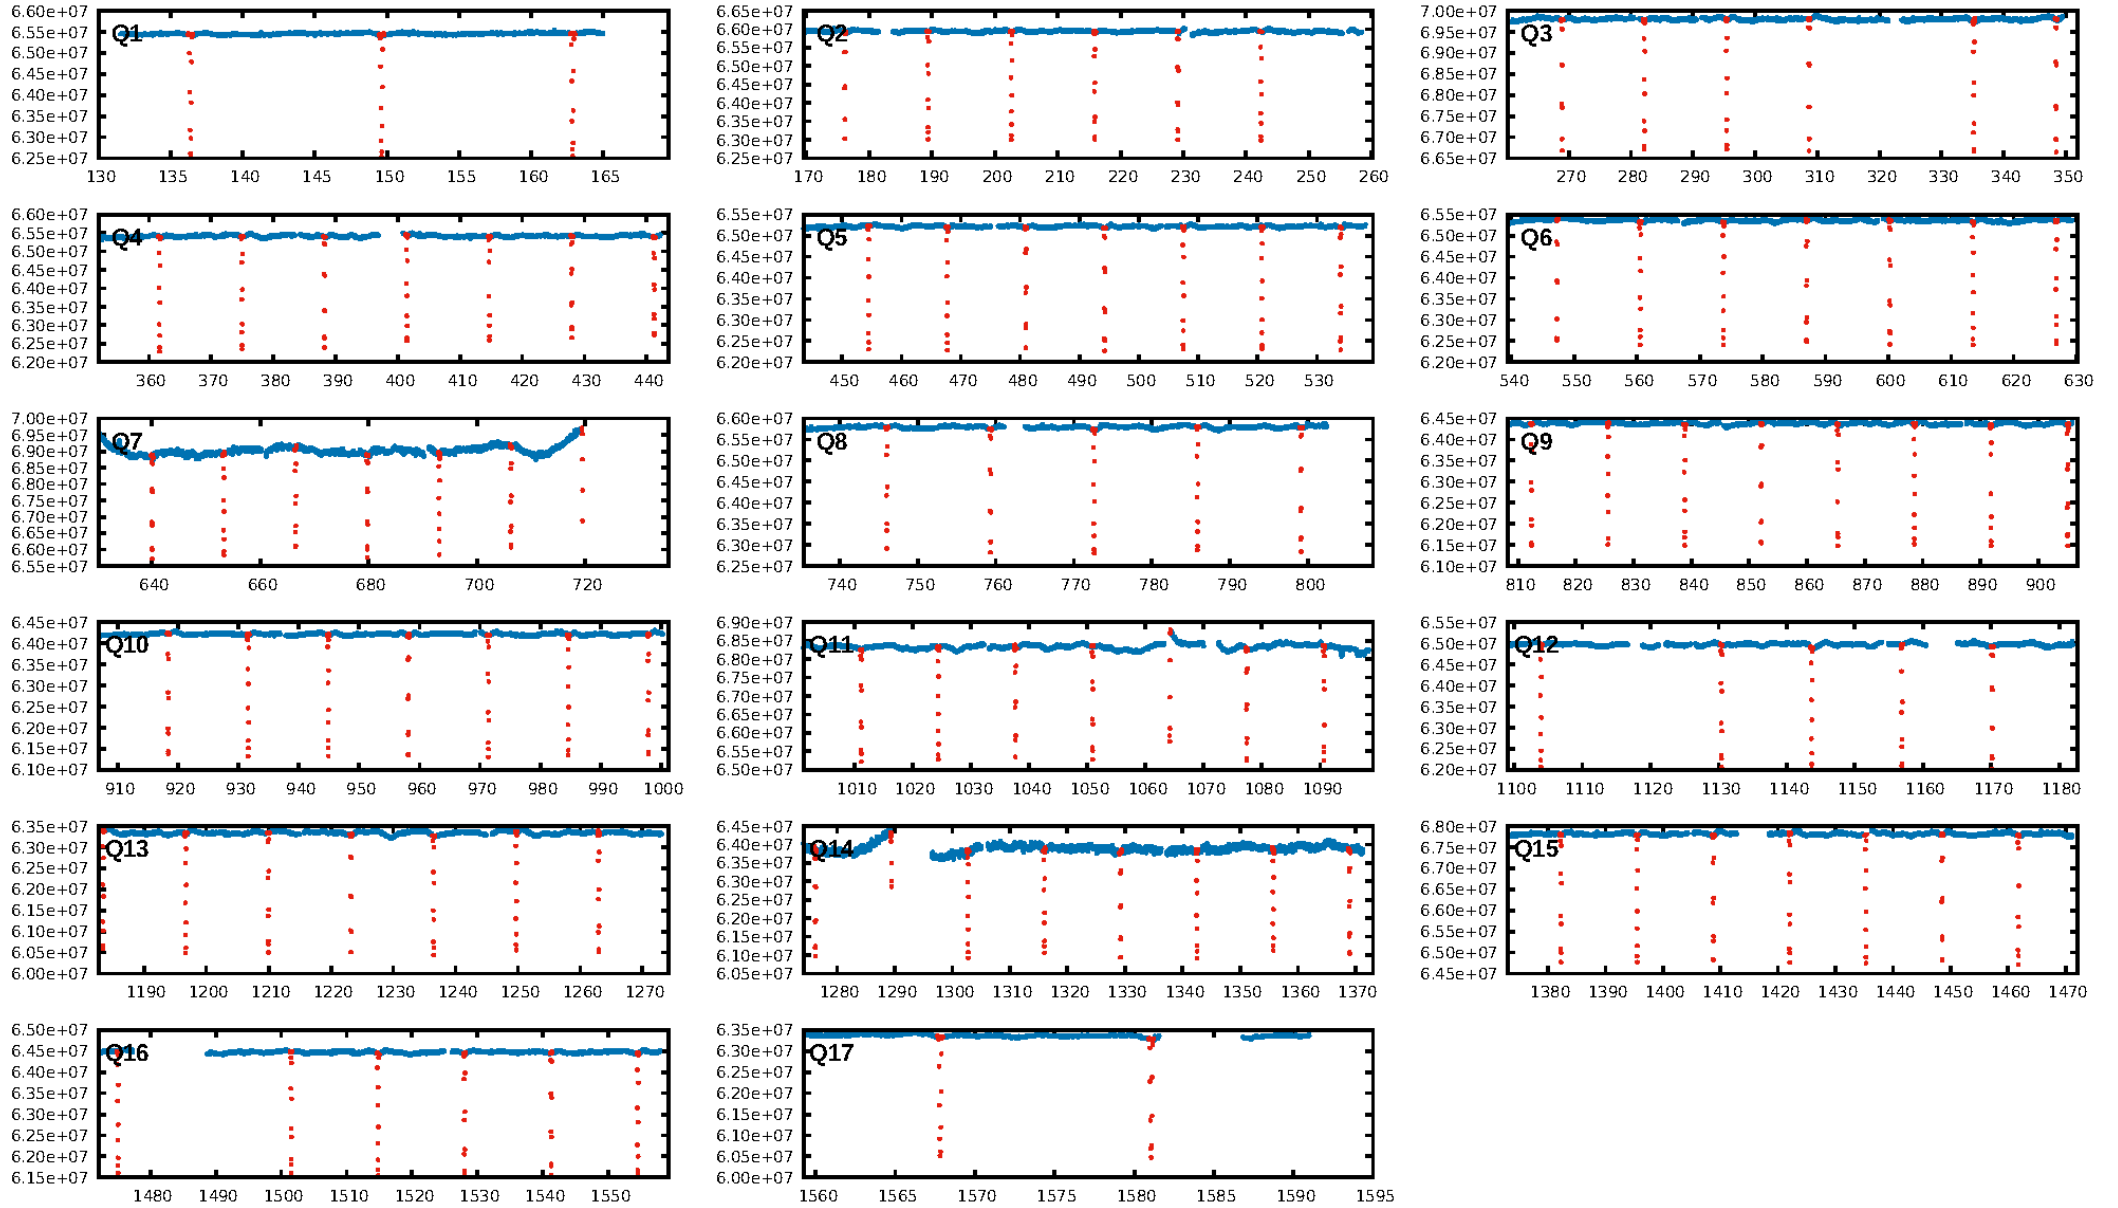 6.60e+07
6.55e+07
6.50e+07
6.45e+07
6.40e+07
6.35e+07
6.30e+07
6.25e+07
Q1
130 135 140 145 150 155 160 165
6.65e+07
6.60e+07
6.55e+07
6.50e+07
6.45e+07
6.40e+07
6.35e+07
6.30e+07
6.25e+07
Q2
170 180 190 200 210 220 230 240 250 260
7.00e+07
6.95e+07
6.90e+07
6.85e+07
6.80e+07
6.75e+07
6.70e+07
6.65e+07
Q3
270 280 290 300 310 320 330 340 350
6.60e+07
6.55e+07
6.50e+07
6.45e+07
6.40e+07
6.35e+07
6.30e+07
6.25e+07
6.20e+07
Q4
360 370 380 390 400 410 420 430 440
6.55e+07
6.50e+07
6.45e+07
6.40e+07
6.35e+07
6.30e+07
6.25e+07
6.20e+07
Q5
450 460 470 480 490 500 510 520 530
6.55e+07
6.50e+07
6.45e+07
6.40e+07
6.35e+07
6.30e+07
6.25e+07
6.20e+07
Q6
540 550 560 570 580 590 600 610 620 630
7.00e+07
6.95e+07
6.90e+07
6.85e+07
6.80e+07
6.75e+07
6.70e+07
6.65e+07
6.60e+07
6.55e+07
Q7
640 660 680 700 720
6.60e+07
6.55e+07
6.50e+07
6.45e+07
6.40e+07
6.35e+07
6.30e+07
6.25e+07
Q8
740 750 760 770 780 790 800
6.45e+07
6.40e+07
6.35e+07
6.30e+07
6.25e+07
6.20e+07
6.15e+07
6.10e+07
Q9
810 820 830 840 850 860 870 880 890 900
6.45e+07
6.40e+07
6.35e+07
6.30e+07
6.25e+07
6.20e+07
6.15e+07
6.10e+07
Q10
910 920 930 940 950 960 970 980 990 1000
6.90e+07
6.85e+07
6.80e+07
6.75e+07
6.70e+07
6.65e+07
6.60e+07
6.55e+07
6.50e+07
Q11
1010 1020 1030 1040 1050 1060 1070 1080 1090
6.55e+07
6.50e+07
6.45e+07
6.40e+07
6.35e+07
6.30e+07
6.25e+07
6.20e+07
Q12
1100 1110 1120 1130 1140 1150 1160 1170 1180
6.35e+07
6.30e+07
6.25e+07
6.20e+07
6.15e+07
6.10e+07
6.05e+07
6.00e+07
Q13
1190 1200 1210 1220 1230 1240 1250 1260 1270
6.45e+07
6.40e+07
6.35e+07
6.30e+07
6.25e+07
6.20e+07
6.15e+07
6.10e+07
6.05e+07
Q14
1280 1290 1300 1310 1320 1330 1340 1350 1360 1370
6.80e+07
6.75e+07
6.70e+07
6.65e+07
6.60e+07
6.55e+07
6.50e+07
6.45e+07
Q15
1380 1390 1400 1410 1420 1430 1440 1450 1460 1470
6.50e+07
6.45e+07
6.40e+07
6.35e+07
6.30e+07
6.25e+07
6.20e+07
6.15e+07
Q16
1480 1490 1500 1510 1520 1530 1540 1550
6.35e+07
6.30e+07
6.25e+07
6.20e+07
6.15e+07
6.10e+07
6.05e+07
6.00e+07
Q17
1560 1565 1570 1575 1580 1585 1590 1595